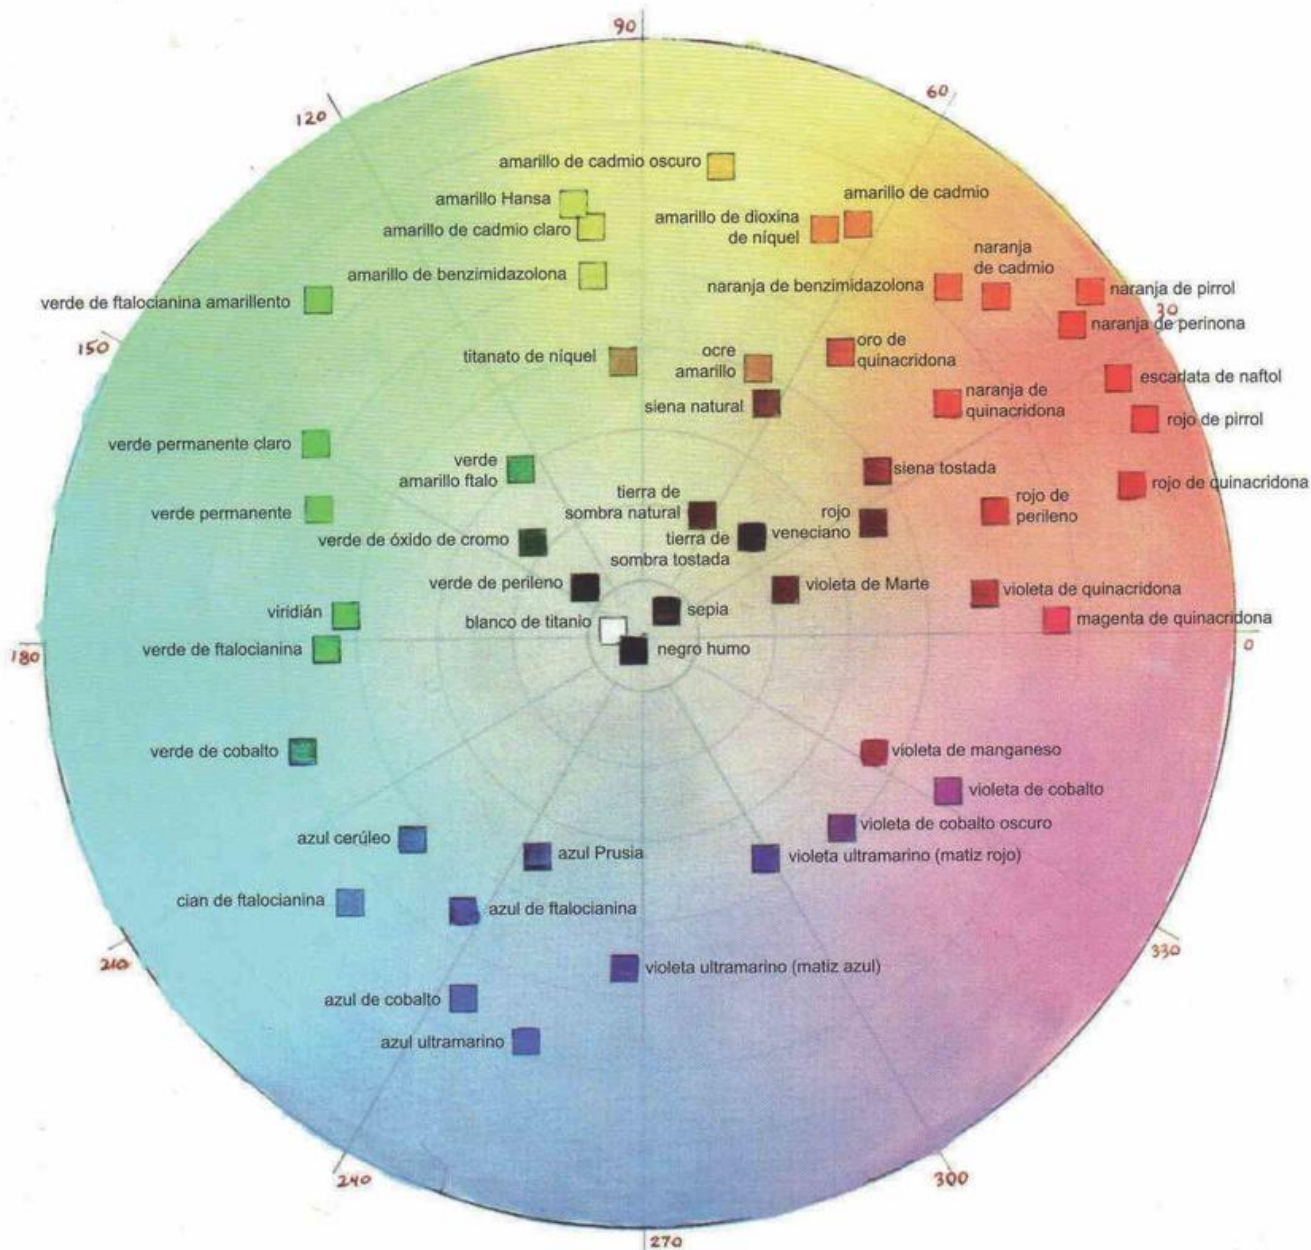 90
60
120
amarillo de cadmio oscuro
amarillo Hansa
amarillo de cadmio
amarillo de dioxina
de níquel
amarillo de cadmio claro
naranja
de cadmio
amarillo de benzimidazolona
naranja de benzimidazolona
naranja de pirrol
verde de ftalocianina amarillento
30
naranja de perinona
150
titanato de níquel
ocre
amarillo
oro de
quinacridona
escarlata de naftol
siena natural
naranja de
quinacridona
rojo de pirrol
verde permanente claro
verde
amarillo ftalo
siena tostada
rojo de quinacridona
tierra de
sombra natural
rojo de
perileno
verde permanente
rojo
veneciano
verde de óxido de cromo
tierra de
sombra tostada
verde de perileno
violeta de Marte
violeta de quinacridona
viridián
blanco de titanio
sepia
magenta de quinacridona
180
verde de ftalocianina
negro humo
0
verde de cobalto
violeta de manganeso
violeta de cobalto
azul cerúleo
violeta de cobalto oscuro
azul Prusia
violeta ultramarino (matiz rojo)
cian de ftalocianina
azul de ftalocianina
210
330
violeta ultramarino (matiz azul)
azul de cobalto
azul ultramarino
240
300
270